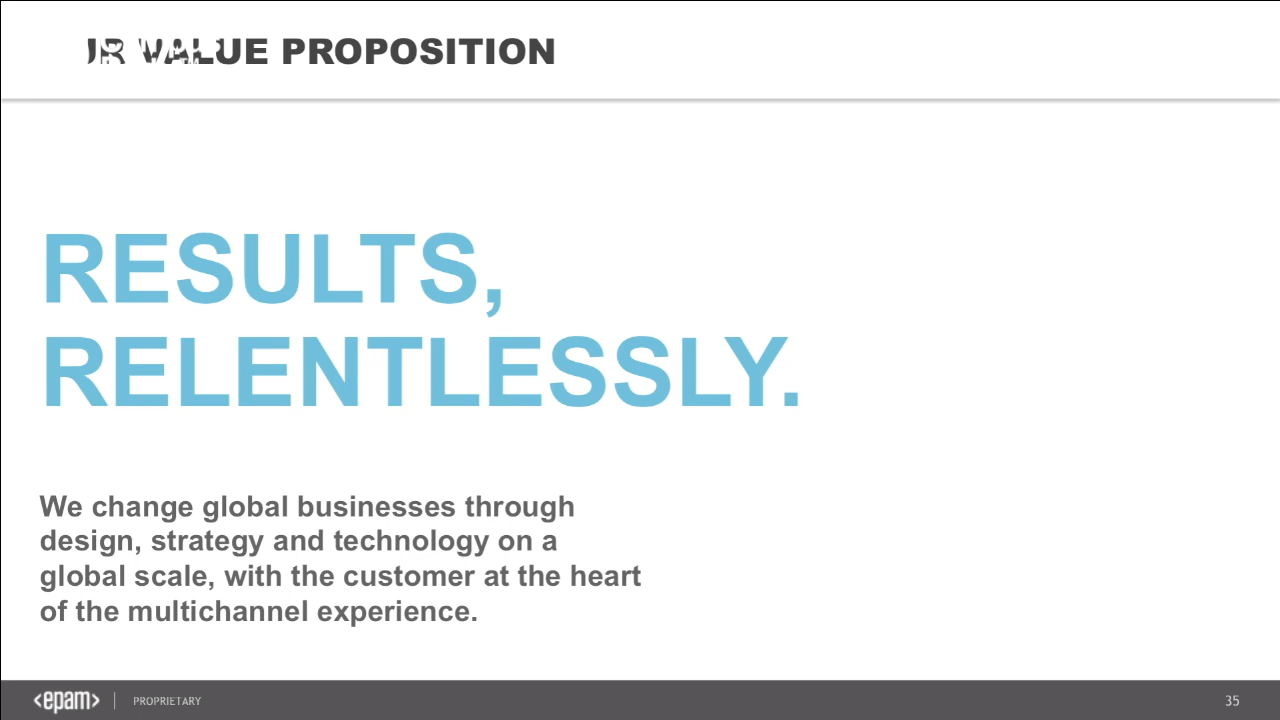 VALUE PROPOSITION
RESULTS,
RELENTLESSLY.
We change global businesses through
design, strategy and technology on a
global scale, with the customer at the heart
of the multichannel experience.
<epam> PROPRIETARY 35